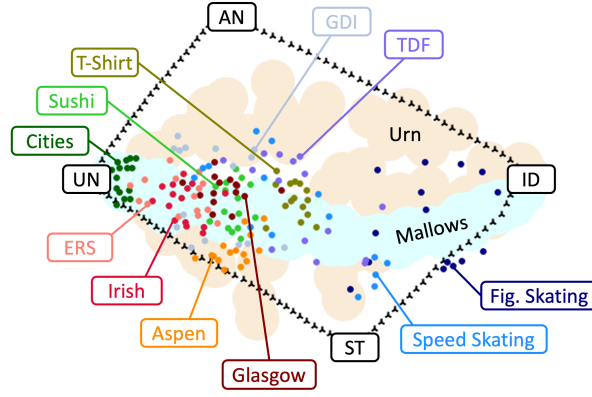 AN
GDI
TDF
T-Shirt
Sushi
Urn
Cities
UN
ID
Mallows
ERS
Irish
Fig. Skating
Aspen
Speed Skating
ST
Glasgow